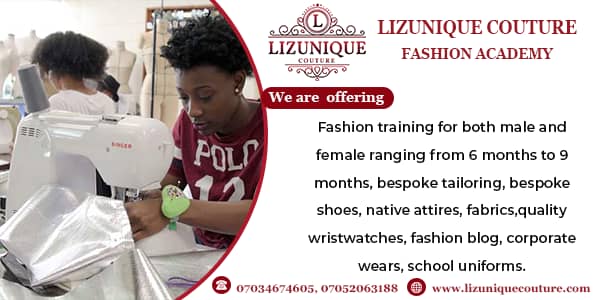 L
LIZUNIQUE
COUTURE
LIZUNIQUE COUTURE
FASHION ACADEMY
We are offering
Fashion training for both male and
female ranging from 6 months to 9
months, bespoke tailoring, bespoke
shoes, native attires, fabrics,quality
wristwatches, fashion blog, corporate
wears, school uniforms.
SINGER
POLO
13
07034674605, 07052063188
www.lizuniquecouture.com